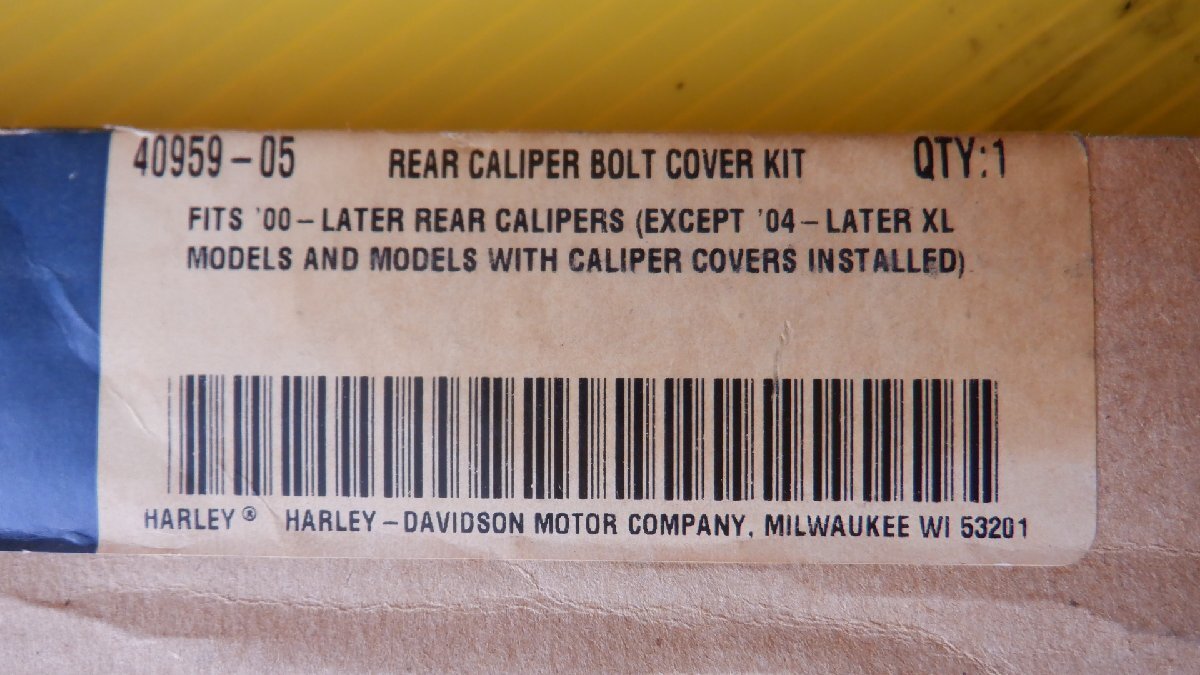 40959-05 REAR CALIPER BOLT COVER KIT QTY:1
FITS '00-LATER REAR CALIPERS (EXCEPT '04-LATER XL
MODELS AND MODELS WITH CALIPER COVERS INSTALLED)
HARLEY® HARLEY-DAVIDSON MOTOR COMPANY, MILWAUKEE WI 53201